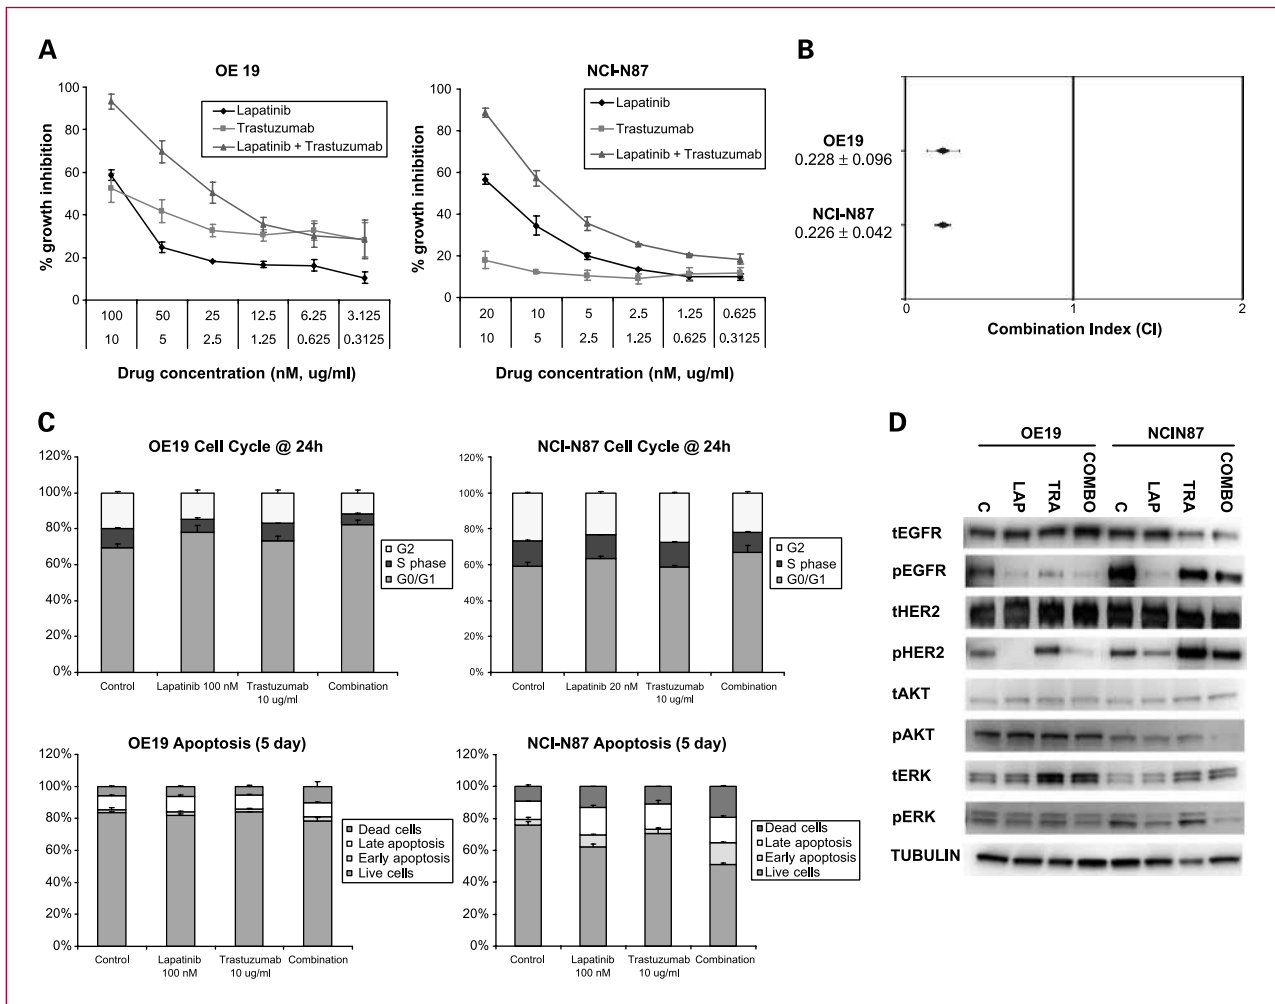 A
OE 19
% growth inhibition
100
80
60
40
20
0
Lapatinib
Trastuzumab
Lapatinib + Trastuzumab
100 50 25 12.5 6.25 3.125
10 5 2.5 1.25 0.625 0.3125
Drug concentration (nM, ug/ml)
NCI-N87
% growth inhibition
100
80
60
40
20
0
Lapatinib
Trastuzumab
Lapatinib + Trastuzumab
20 10 5 2.5 1.25 0.625
10 5 2.5 1.25 0.625 0.3125
Drug concentration (nM, ug/ml)
B
OE19
0.228 ± 0.096
NCI-N87
0.226 ± 0.042
0 1 2
Combination Index (CI)
C
OE19 Cell Cycle @ 24h
120%
100%
80%
60%
40%
20%
0%
G2
S phase
G0/G1
Control Lapatinib 100 nM Trastuzumab Combination
10 ug/ml
NCI-N87 Cell Cycle @ 24h
120%
100%
80%
60%
40%
20%
0%
G2
S phase
G0/G1
Control Lapatinib 20 nM Trastuzumab Combination
10 ug/ml
OE19 Apoptosis (5 day)
120%
100%
80%
60%
40%
20%
0%
Dead cells
Late apoptosis
Early apoptosis
Live cells
Control Lapatinib Trastuzumab Combination
100 nM 10 ug/ml
NCI-N87 Apoptosis (5 day)
120%
100%
80%
60%
40%
20%
0%
Dead cells
Late apoptosis
Early apoptosis
Live cells
Control Lapatinib Trastuzumab Combination
100 nM 10 ug/ml
D
OE19 NCIN87
C LAP TRA COMBO C LAP TRA COMBO
tEGFR
pEGFR
tHER2
pHER2
tAKT
pAKT
tERK
pERK
TUBULIN